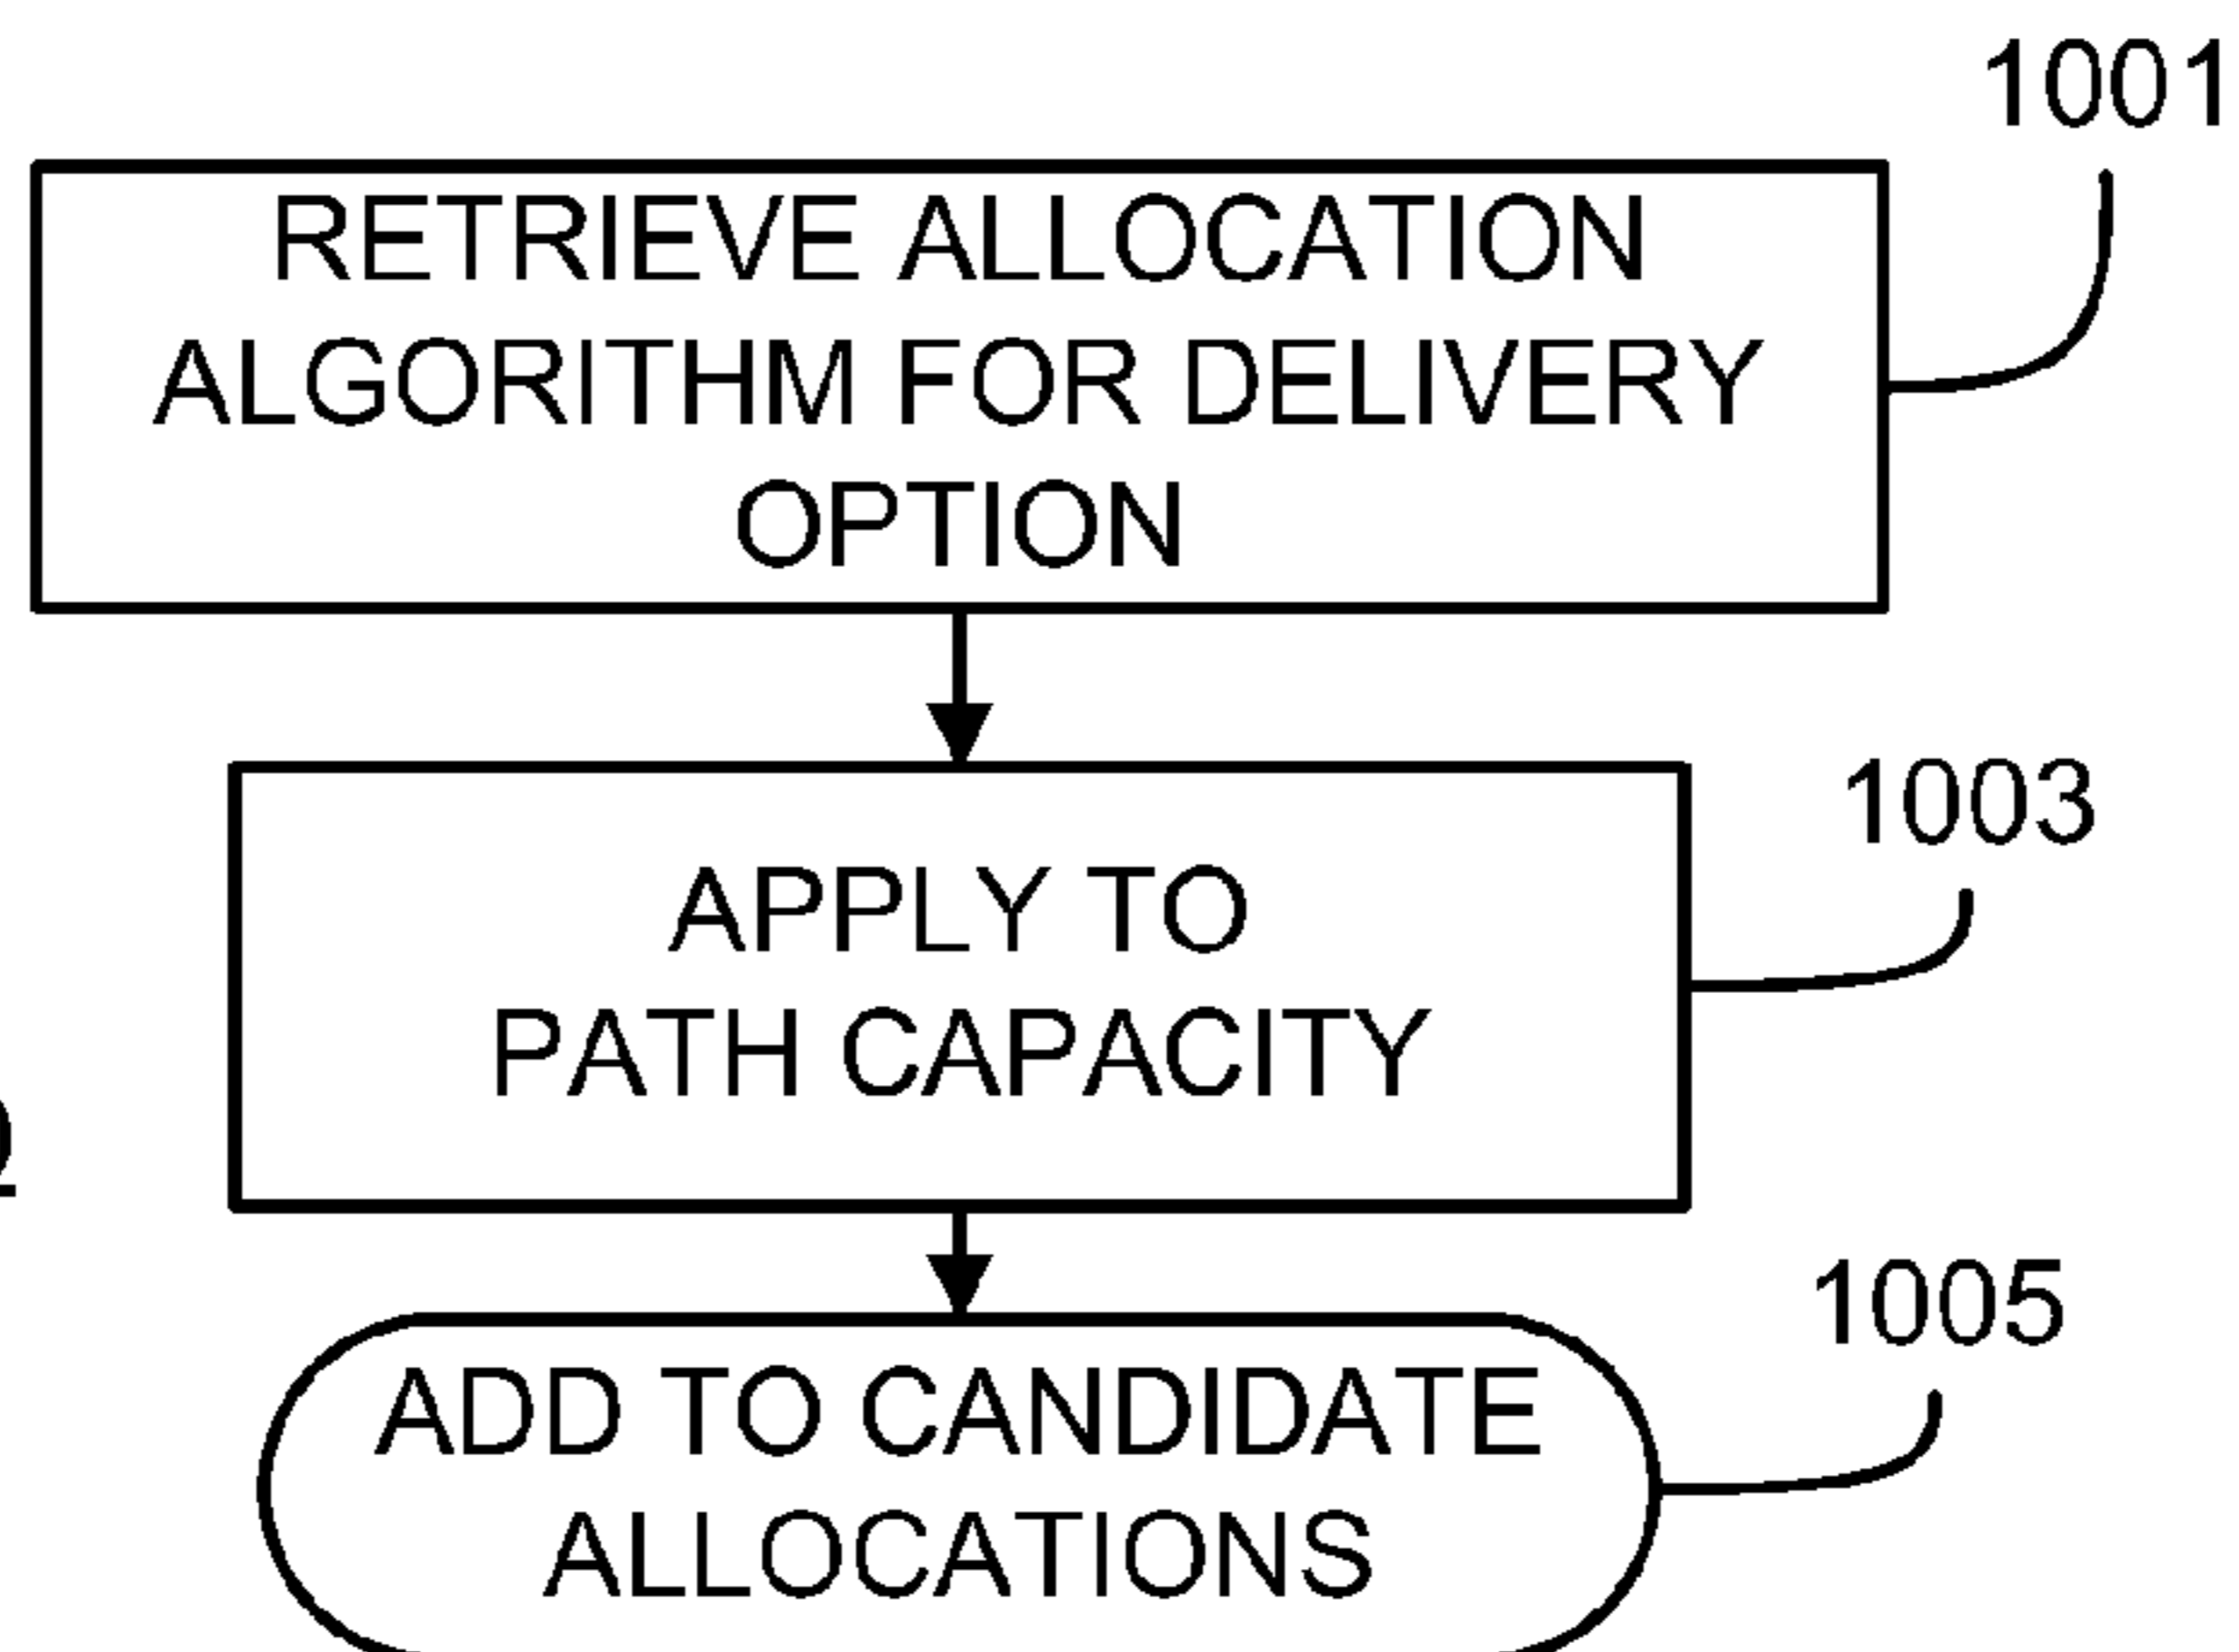 1001
RETRIEVE ALLOCATION
ALGORITHM FOR DELIVERY
OPTION
1003
APPLY TO
PATH CAPACITY
1005
ADD TO CANDIDATE
ALLOCATIONS